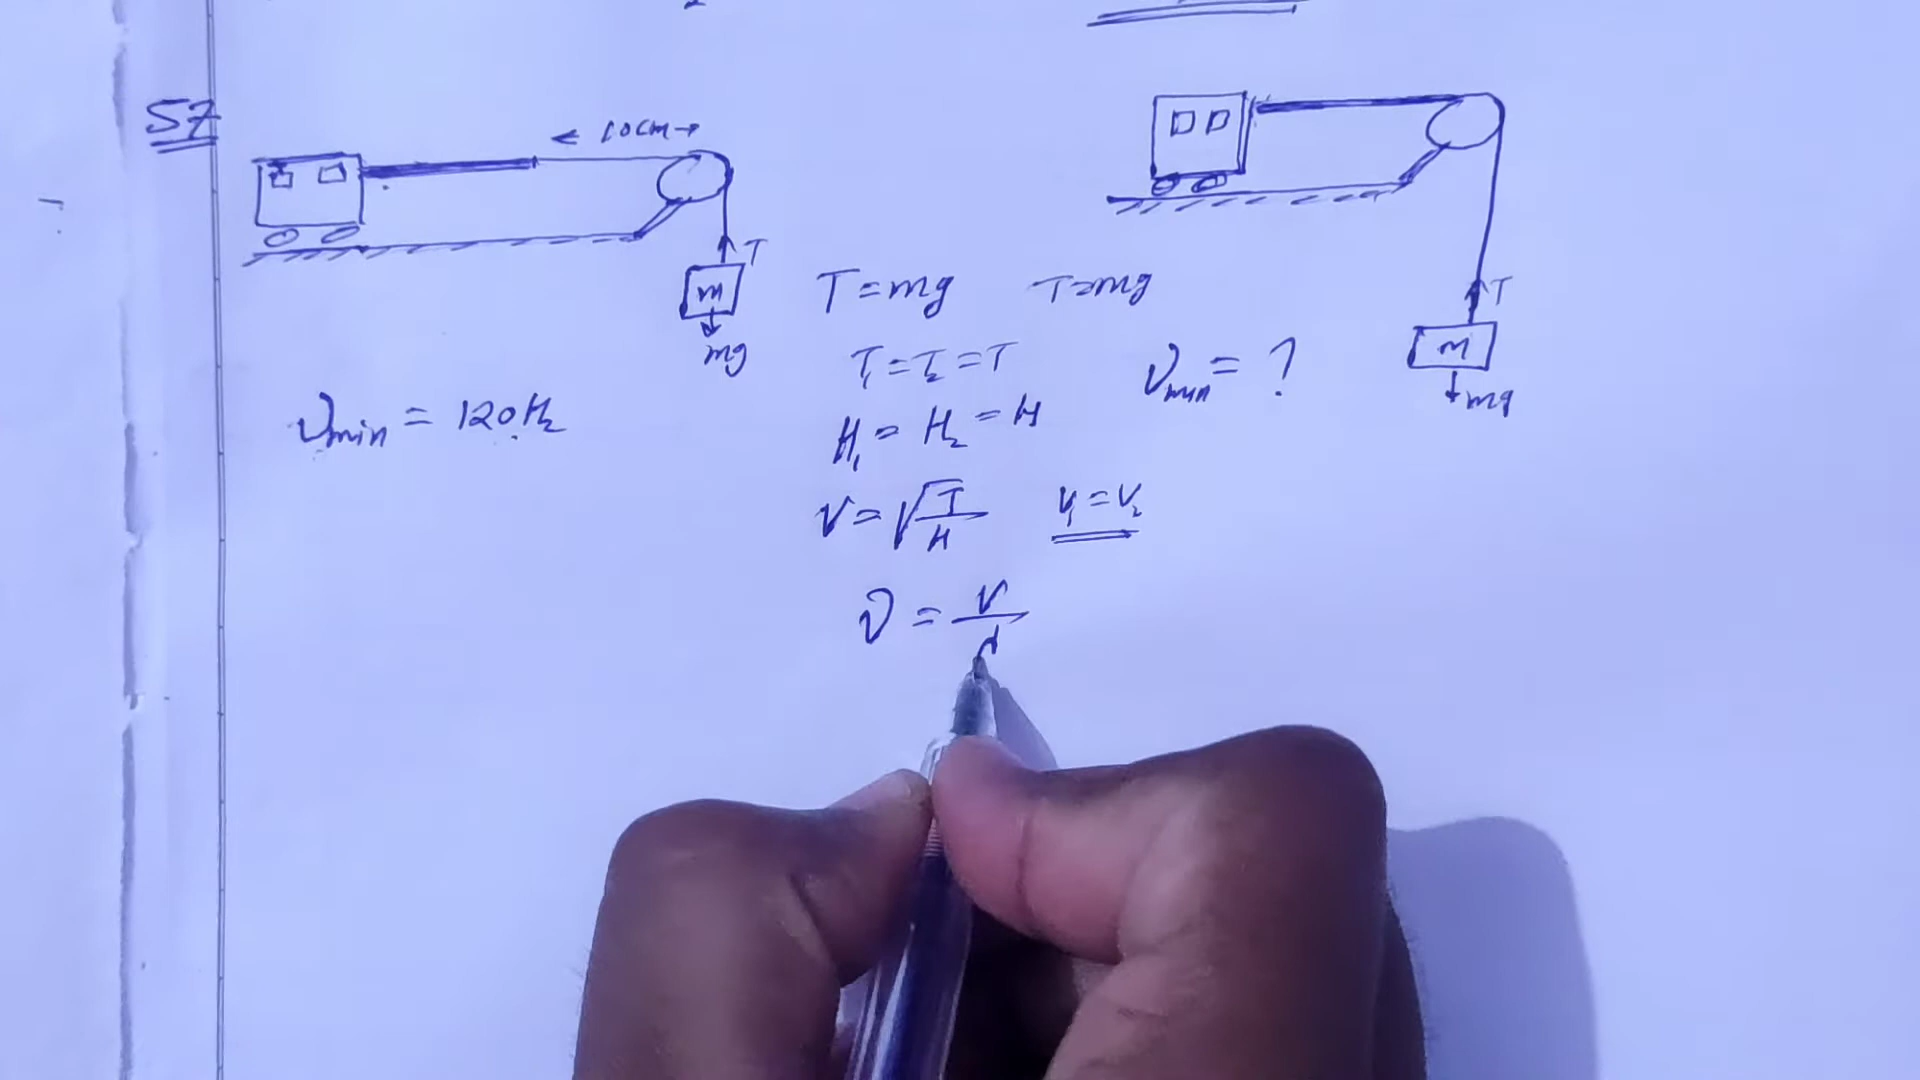 57
← 10cm →
T
m
mg
T = mg
T = mg
T
m
mg
T₁ = T₂ = T
νmin = ?
νmin = 120Hz
μ₁ = μ₂ = μ
v = √T/μ
v₁ = v₂
ν = v/